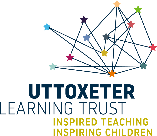 UTTOXETER
LEARNING TRUST
INSPIRED TEACHING
INSPIRING CHILDREN